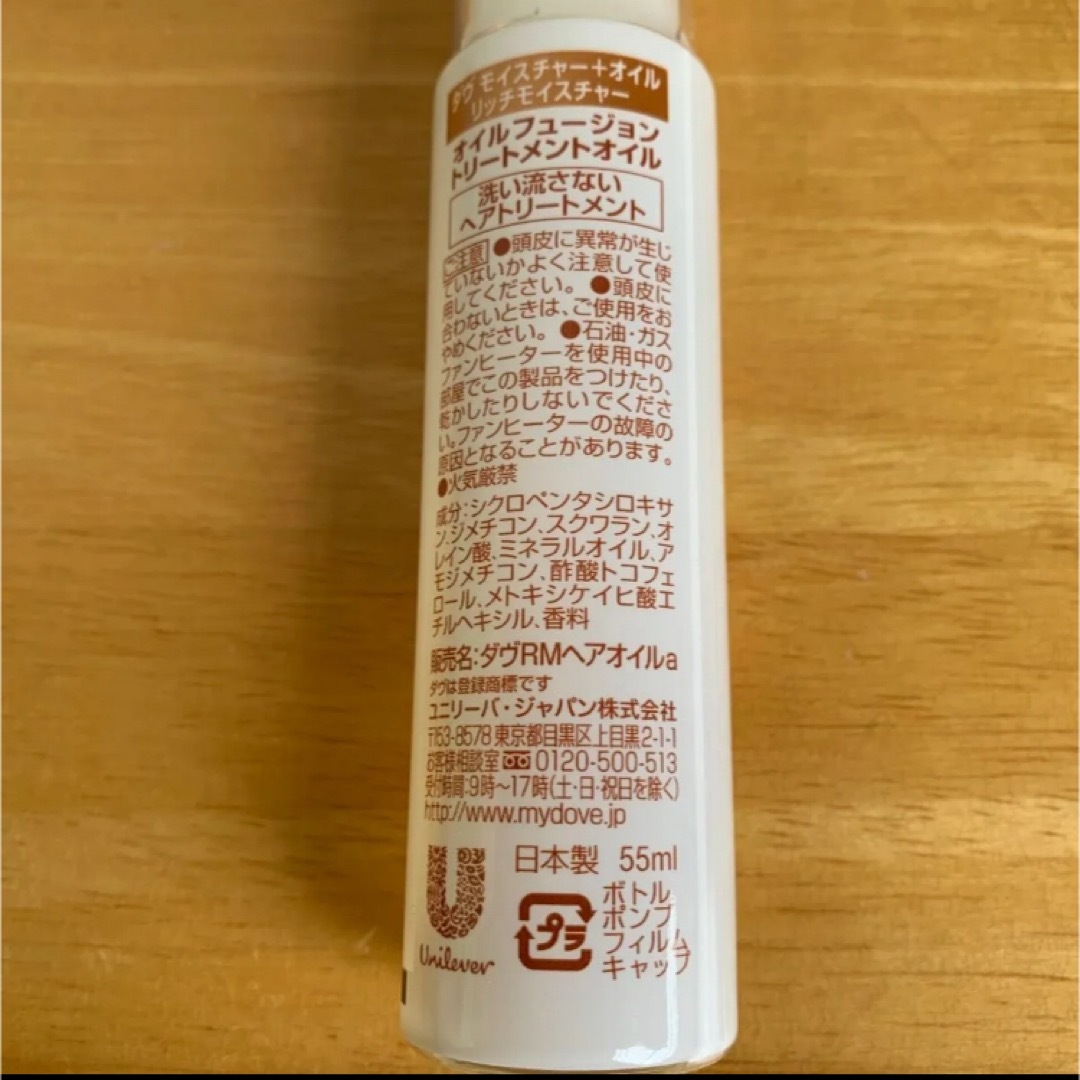 ダヴ モイスチャー＋オイル
リッチモイスチャー
オイルフュージョン
トリートメントオイル
洗い流さない
ヘアトリートメント
ご注意 ●頭皮に異常が生じ
ていないかよく注意して使
用してください。 ●頭皮に
合わないときは、ご使用をお
やめください。 ●石油・ガス
ファンヒーターを使用中の
部屋でこの製品をつけたり、
乾かしたりしないでくださ
い。ファンヒーターの故障の
原因となることがあります。
●火気厳禁
成分：シクロペンタシロキサ
ン、ジメチコン、スクワラン、オ
レイン酸、ミネラルオイル、ア
モジメチコン、酢酸トコフェ
ロール、メトキシケイヒ酸エ
チルヘキシル、香料
販売名：ダヴRMヘアオイルa
ダヴは登録商標です
ユニリーバ・ジャパン株式会社
〒153-8578 東京都目黒区上目黒2-1-1
お客様相談室 0120-500-513
受付時間：9時～17時(土・日・祝日を除く)
http://www.mydove.jp
日本製 55ml
プラ
ボトル
ポンプ
フィルム
キャップ
Unilever